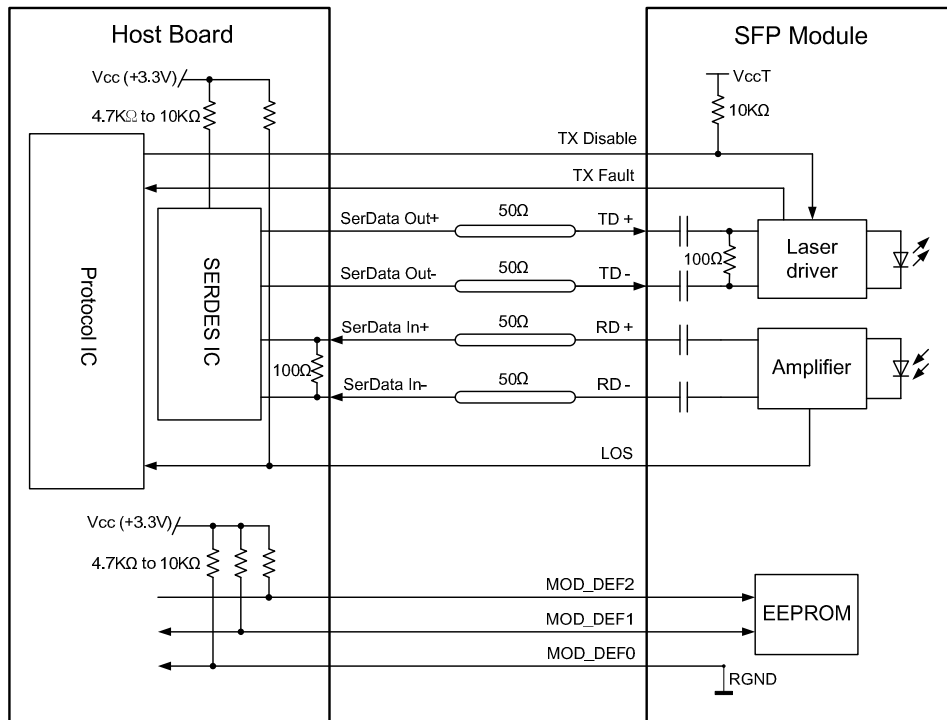 Host Board
SFP Module
Vcc (+3.3V)
4.7KΩ to 10KΩ
VccT
10KΩ
TX Disable
TX Fault
SerData Out+
50Ω
TD +
SerData Out-
50Ω
TD -
100Ω
Laser
driver
Protocol IC
SERDES IC
SerData In+
50Ω
RD +
100Ω
SerData In-
50Ω
RD -
Amplifier
LOS
Vcc (+3.3V)
4.7KΩ to 10KΩ
MOD_DEF2
MOD_DEF1
MOD_DEF0
EEPROM
RGND